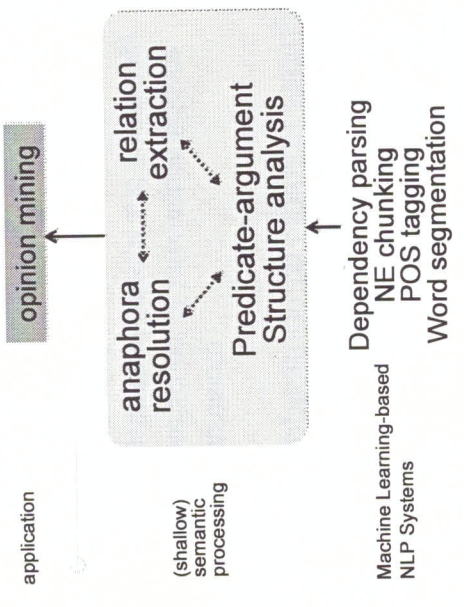 application
opinion mining
(shallow)
semantic
processing
anaphora
resolution
relation
extraction
Predicate-argument
Structure analysis
Machine Learning-based
NLP Systems
Dependency parsing
NE chunking
POS tagging
Word segmentation